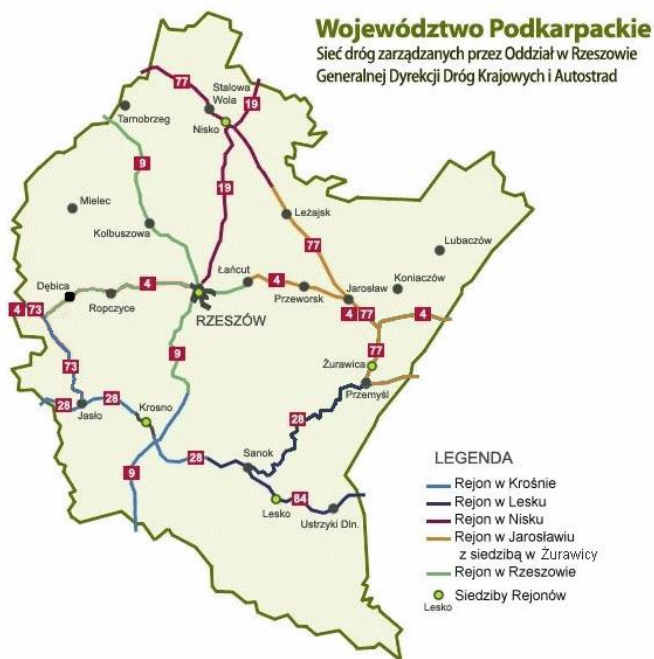 Województwo Podkarpackie
Sieć dróg zarządzanych przez Oddział w Rzeszowie
Generalnej Dyrekcji Dróg Krajowych i Autostrad
77
Stalowa
Wola
19
Tarnobrzeg
Nisko
9
19
Mielec
Leżajsk
Kolbuszowa
77
Lubaczów
Łańcut
Dębica
4
4
Koniaczów
Ropczyce
Przeworsk
Jarosław
4 73
RZESZÓW
4 77
4
9
77
73
Żurawica
Przemyśl
28
28
Krosno
Jasło
28
28
Sanok
9
84
Lesko
Ustrzyki Dln.
LEGENDA
Rejon w Krośnie
Rejon w Lesku
Rejon w Nisku
Rejon w Jarosławiu
z siedzibą w Żurawicy
Rejon w Rzeszowie
Siedziby Rejonów
Lesko